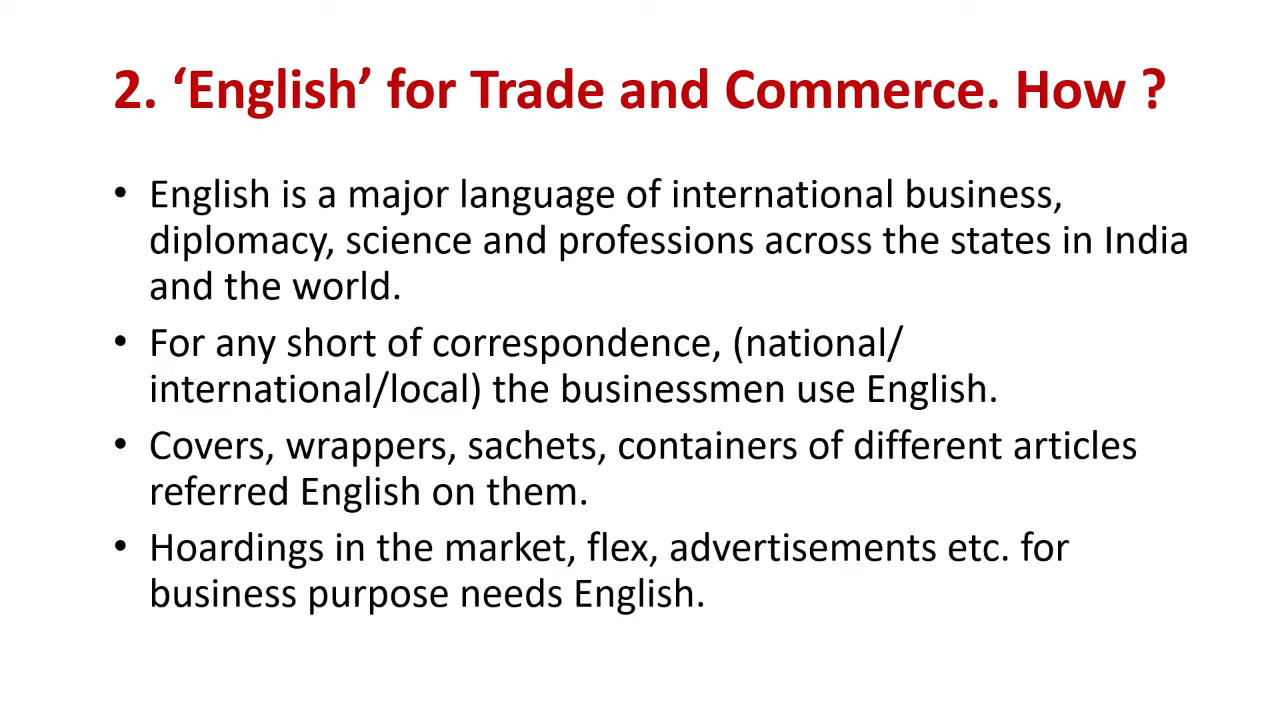 2. ‘English’ for Trade and Commerce. How ?
• English is a major language of international business,
diplomacy, science and professions across the states in India
and the world.
• For any short of correspondence, (national/
international/local) the businessmen use English.
• Covers, wrappers, sachets, containers of different articles
referred English on them.
• Hoardings in the market, flex, advertisements etc. for
business purpose needs English.